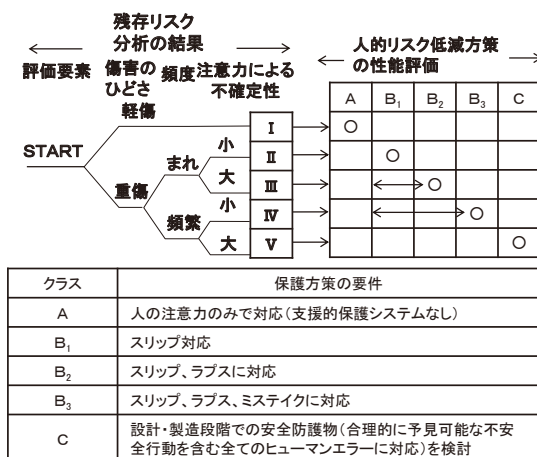 残存リスク
分析の結果
人的リスク低減方策
の性能評価
評価要素
傷害の
ひどさ
頻度
注意力による
不確定性
軽傷
A B₁ B₂ B₃ C
START
重傷
まれ
頻繁
小
大
小
大
Ⅰ
Ⅱ
Ⅲ
Ⅳ
Ⅴ
クラス 保護方策の要件
A 人の注意力のみで対応(支援的保護システムなし)
B₁ スリップ対応
B₂ スリップ、ラプスに対応
B₃ スリップ、ラプス、ミステイクに対応
C 設計・製造段階での安全防護物(合理的に予見可能な不安
全行動を含む全てのヒューマンエラーに対応)を検討